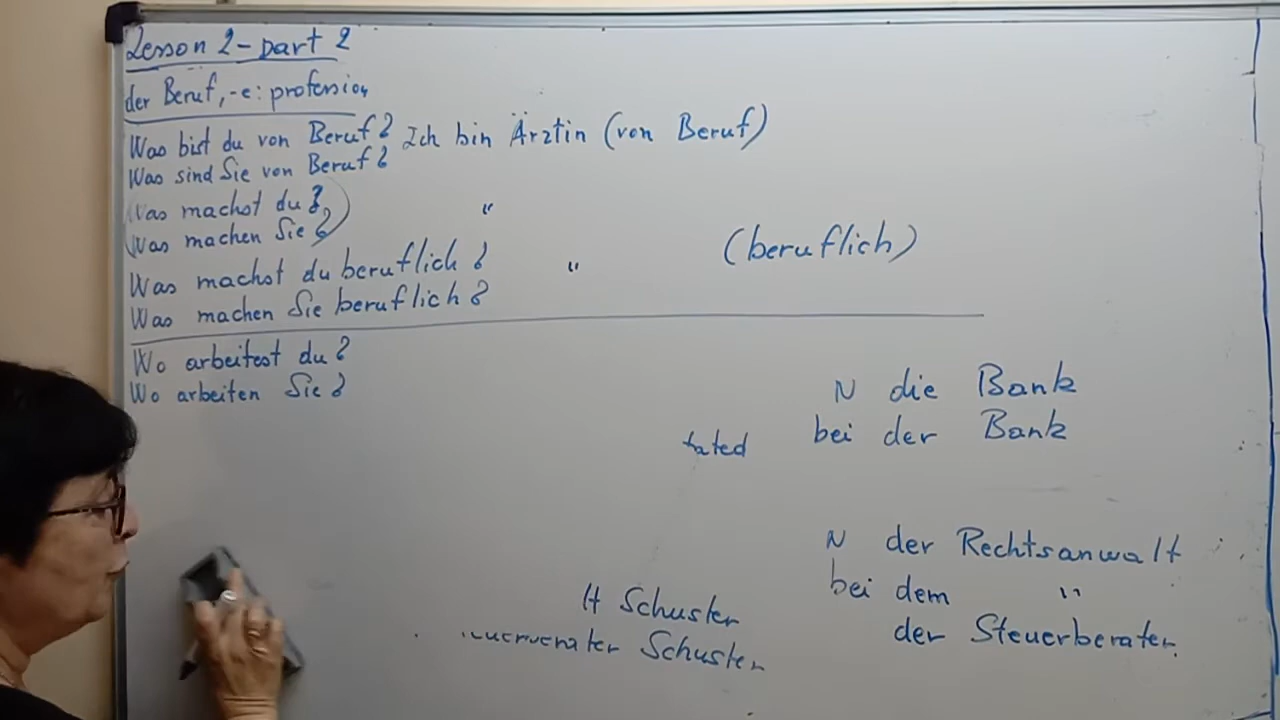 Lesson 2 - part 2
der Beruf, -e: profession
Was bist du von Beruf? Ich bin Ärztin (von Beruf)
Was sind Sie von Beruf?
(Was machst du?) "
(Was machen Sie?)
(beruflich)
Was machst du beruflich? "
Was machen Sie beruflich?
Wo arbeitest du?
Wo arbeiten Sie?
N die Bank
bei der Bank
N der Rechtsanwalt
bei dem "
Schuster
der Steuerberater
Schuster